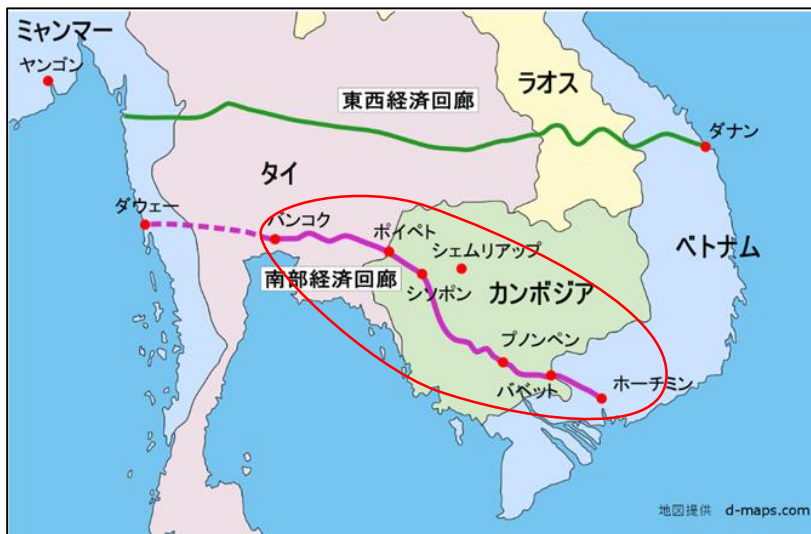 ミャンマー
ヤンゴン
ラオス
東西経済回廊
ダナン
タイ
ダウェー
バンコク
ポイペト
シェムリアップ
ベトナム
南部経済回廊
シソポン
カンボジア
プノンペン
バベット
ホーチミン
地図提供 d-maps.com